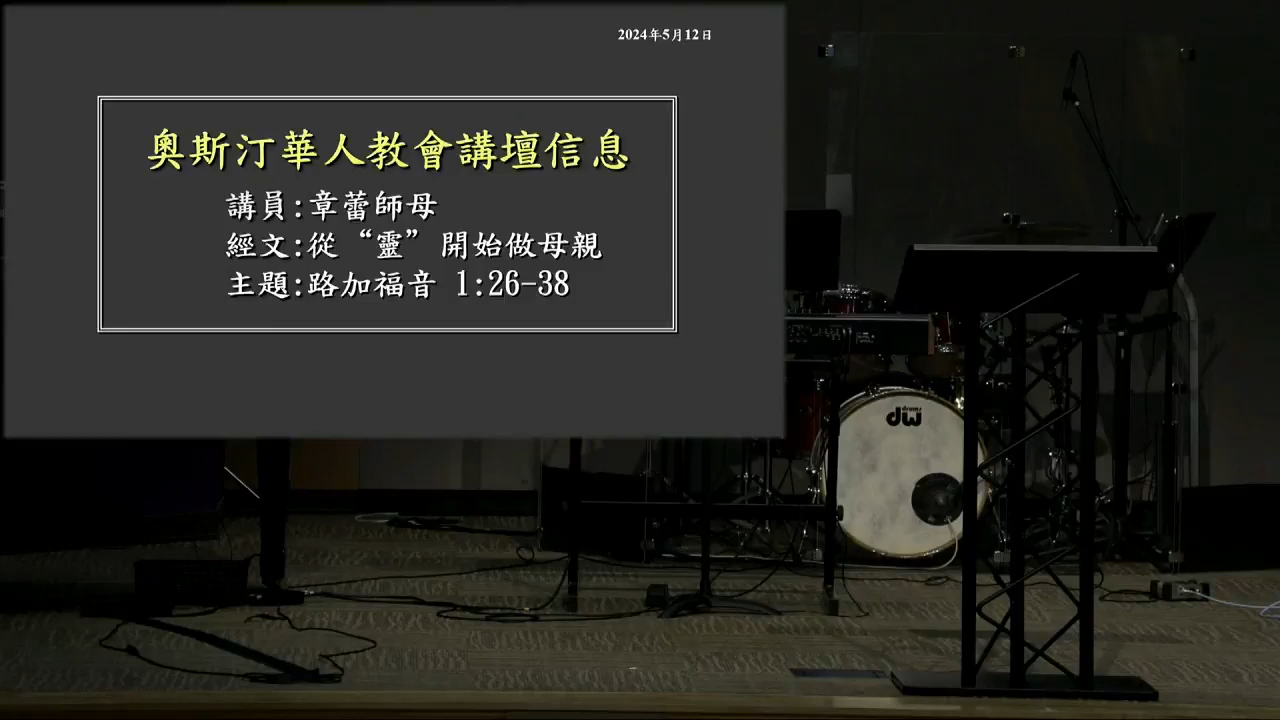 2024年5月12日
奧斯汀華人教會講壇信息
講員:章蕾師母
經文:從“靈”開始做母親
主題:路加福音 1:26-38
drums
dw